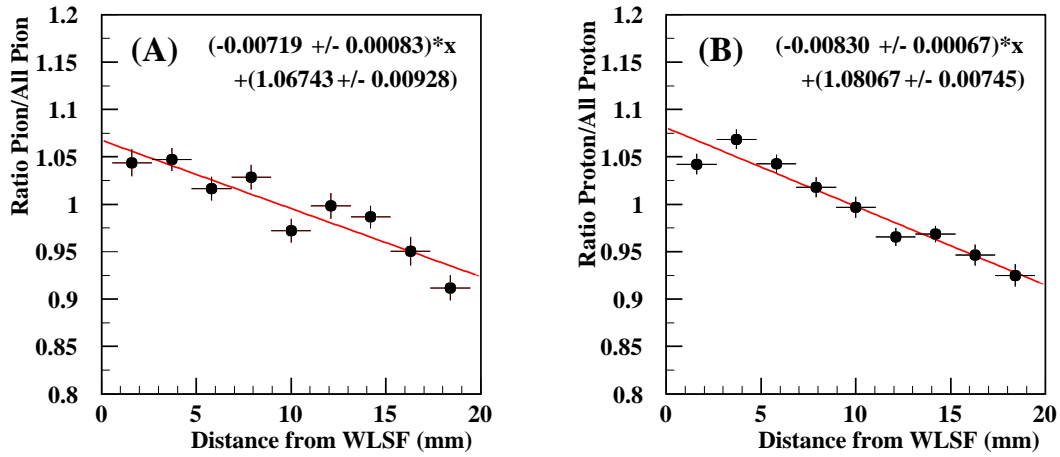 (A)
(-0.00719 +/- 0.00083)*x
+(1.06743 +/- 0.00928)
Ratio Pion/All Pion
1.2
1.15
1.1
1.05
1
0.95
0.9
0.85
0.8
0 5 10 15 20
Distance from WLSF (mm)
(B)
(-0.00830 +/- 0.00067)*x
+(1.08067 +/- 0.00745)
Ratio Proton/All Proton
1.2
1.15
1.1
1.05
1
0.95
0.9
0.85
0.8
0 5 10 15 20
Distance from WLSF (mm)